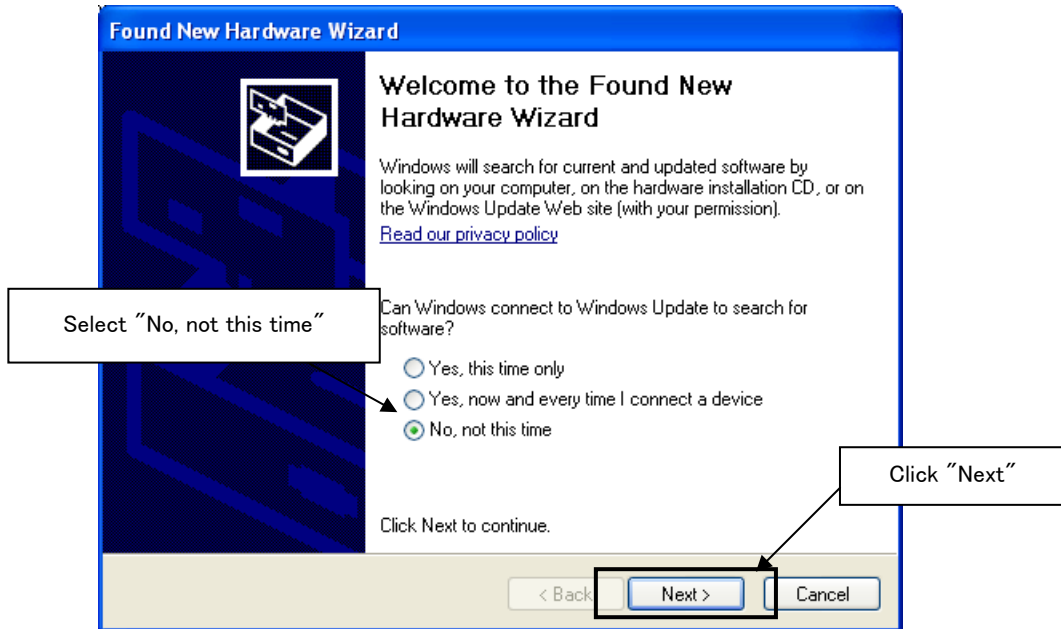 Found New Hardware Wizard
Welcome to the Found New
Hardware Wizard
Windows will search for current and updated software by
looking on your computer, on the hardware installation CD, or on
the Windows Update Web site (with your permission).
Read our privacy policy
Can Windows connect to Windows Update to search for
software?
Select "No, not this time"
Yes, this time only
Yes, now and every time I connect a device
No, not this time
Click "Next"
Click Next to continue.
< Back
Next >
Cancel